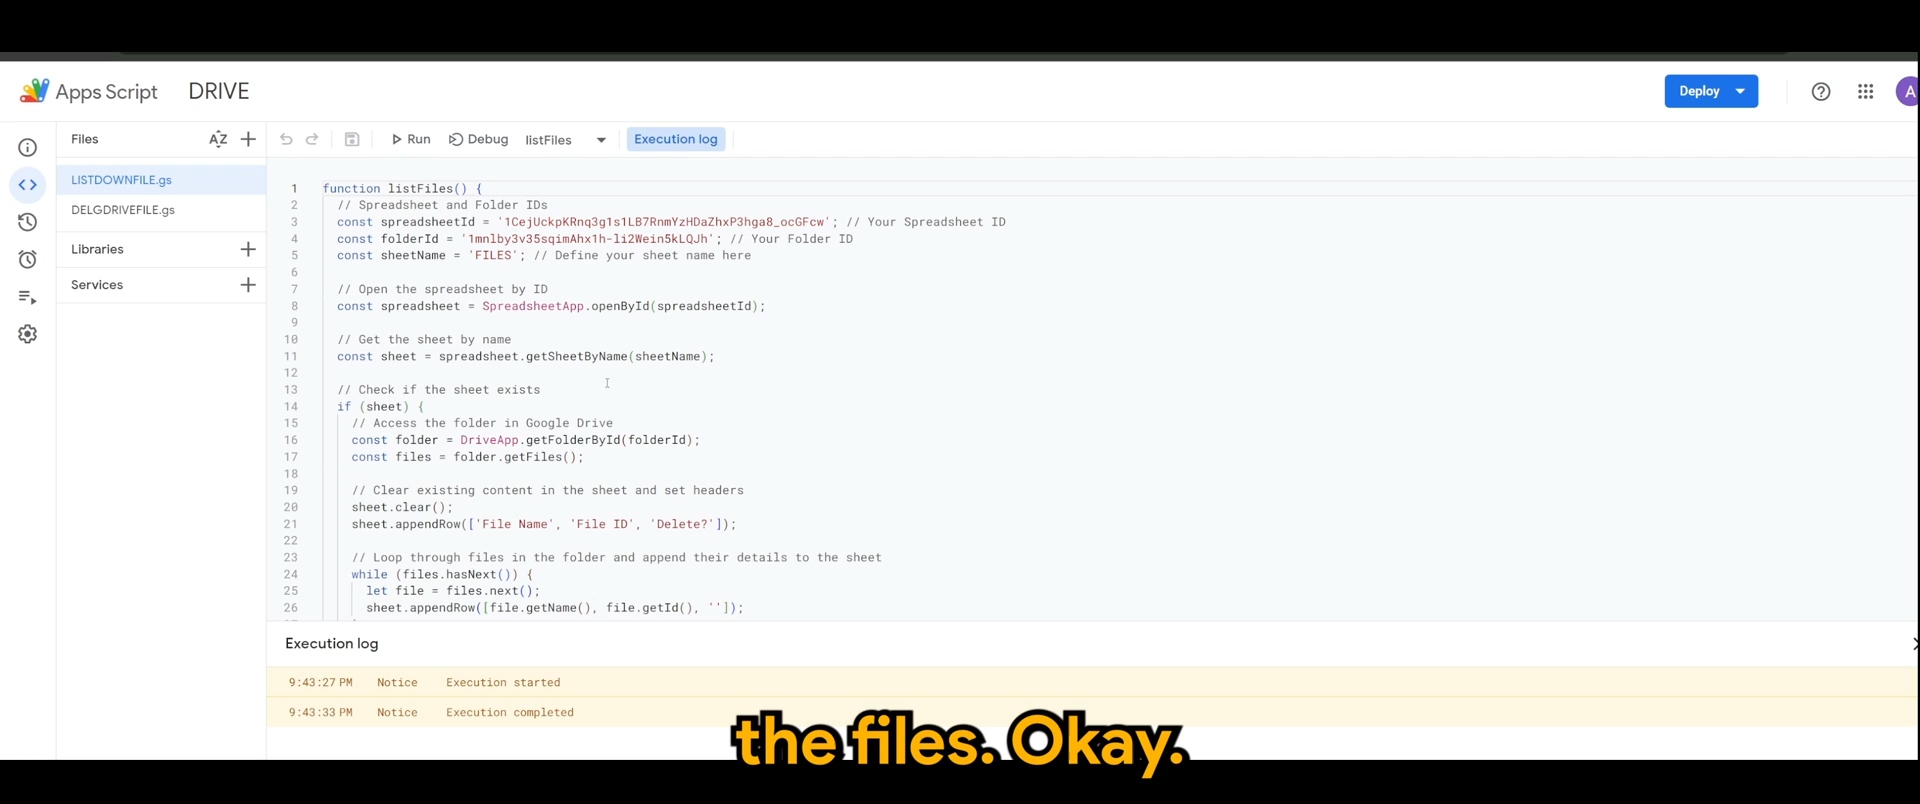 Apps Script DRIVE Deploy A
Files AZ Run Debug listFiles Execution log
LISTDOWNFILE.gs
DELGDRIVEFILE.gs
Libraries
Services
1 function listFiles() {
2 // Spreadsheet and Folder IDs
3 const spreadsheetId = '1CejUckpKRnq3g1s1LB7RnmYzHDaZhxP3hga8_ocGFcw'; // Your Spreadsheet ID
4 const folderId = '1mnlby3v35sqimAhx1h-li2Wein5kLQJh'; // Your Folder ID
5 const sheetName = 'FILES'; // Define your sheet name here
6
7 // Open the spreadsheet by ID
8 const spreadsheet = SpreadsheetApp.openById(spreadsheetId);
9
10 // Get the sheet by name
11 const sheet = spreadsheet.getSheetByName(sheetName);
12
13 // Check if the sheet exists
14 if (sheet) {
15 // Access the folder in Google Drive
16 const folder = DriveApp.getFolderById(folderId);
17 const files = folder.getFiles();
18
19 // Clear existing content in the sheet and set headers
20 sheet.clear();
21 sheet.appendRow(['File Name', 'File ID', 'Delete?']);
22
23 // Loop through files in the folder and append their details to the sheet
24 while (files.hasNext()) {
25 let file = files.next();
26 sheet.appendRow([file.getName(), file.getId(), '']);
Execution log
9:43:27 PM Notice Execution started
9:43:33 PM Notice Execution completed
the files. Okay.